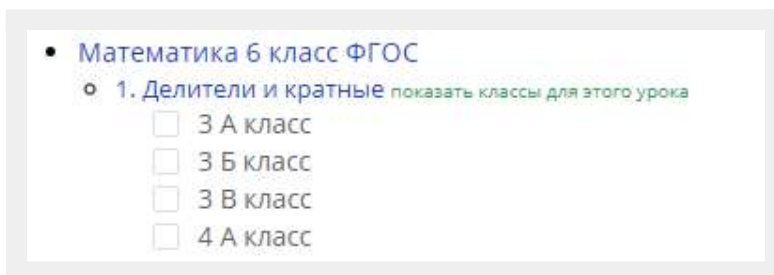 Математика 6 класс ФГОС
1. Делители и кратные показать классы для этого урока
3 А класс
3 Б класс
3 В класс
4 А класс